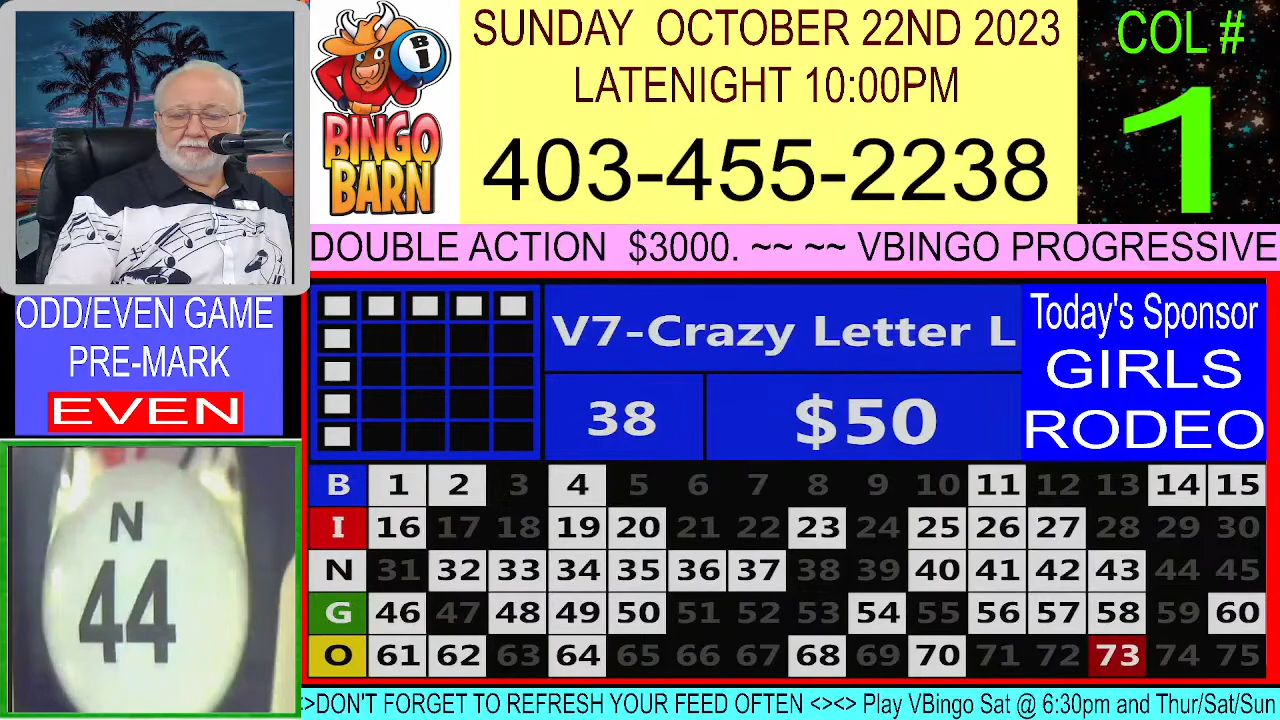 BI
BINGO
BARN
SUNDAY OCTOBER 22ND 2023
LATENIGHT 10:00PM
403-455-2238
COL #
1
DOUBLE ACTION $3000. ~~ ~~ VBINGO PROGRESSIVE
ODD/EVEN GAME
PRE-MARK
EVEN
N
44
V7-Crazy Letter L
38 $50
Today's Sponsor
GIRLS
RODEO
B 1 2 3 4 5 6 7 8 9 10 11 12 13 14 15
I 16 17 18 19 20 21 22 23 24 25 26 27 28 29 30
N 31 32 33 34 35 36 37 38 39 40 41 42 43 44 45
G 46 47 48 49 50 51 52 53 54 55 56 57 58 59 60
O 61 62 63 64 65 66 67 68 69 70 71 72 73 74 75
<>DON'T FORGET TO REFRESH YOUR FEED OFTEN <><> Play VBingo Sat @ 6:30pm and Thur/Sat/Sun